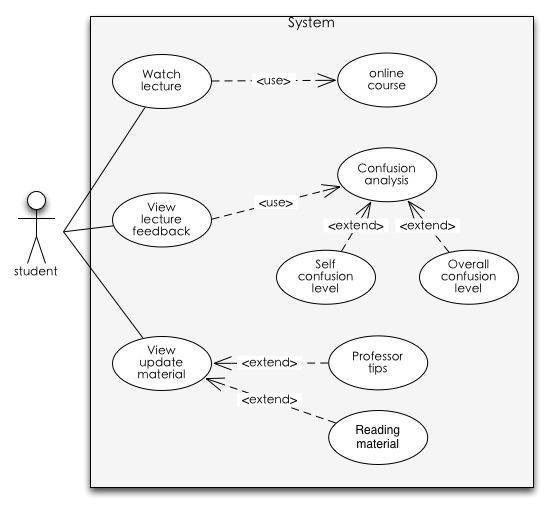 System
Watch
lecture
<use>
online
course
Confusion
analysis
View
lecture
feedback
<use>
<extend>
<extend>
student
Self
confusion
level
Overall
confusion
level
View
update
material
<extend>
Professor
tips
<extend>
Reading
material